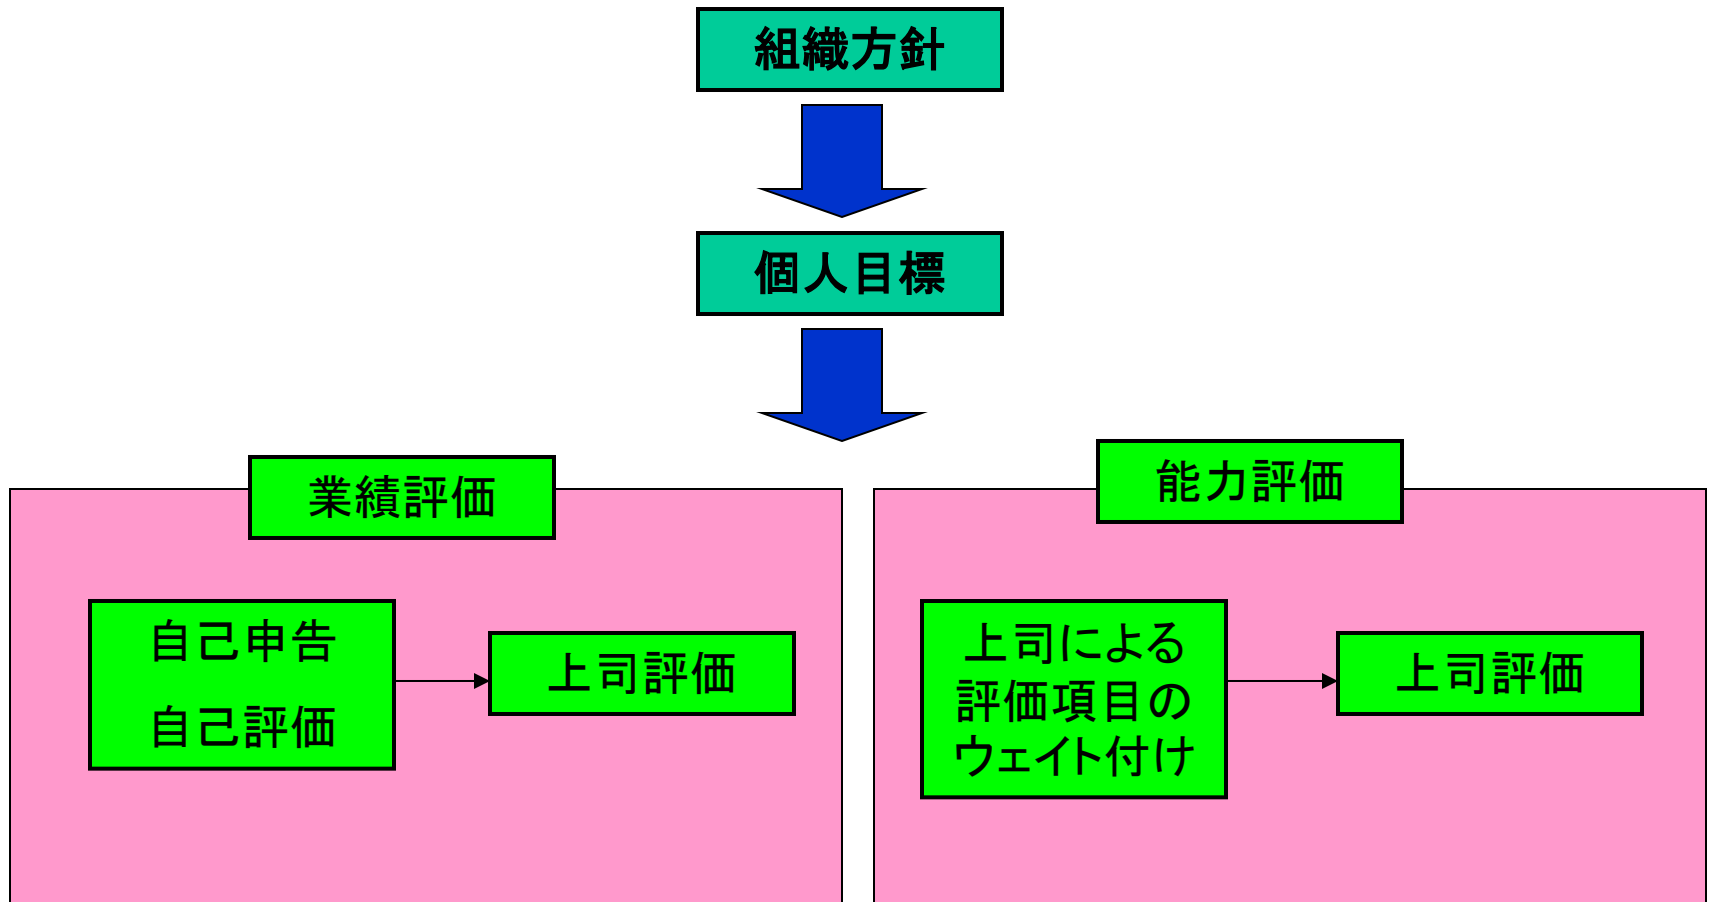 組織方針
個人目標
業績評価
自己申告
自己評価
上司評価
能力評価
上司による
評価項目の
ウェイト付け
上司評価